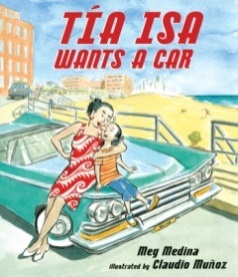 TÍA ISA
WANTS A CAR
Meg Medina
illustrated by Claudio Muñoz